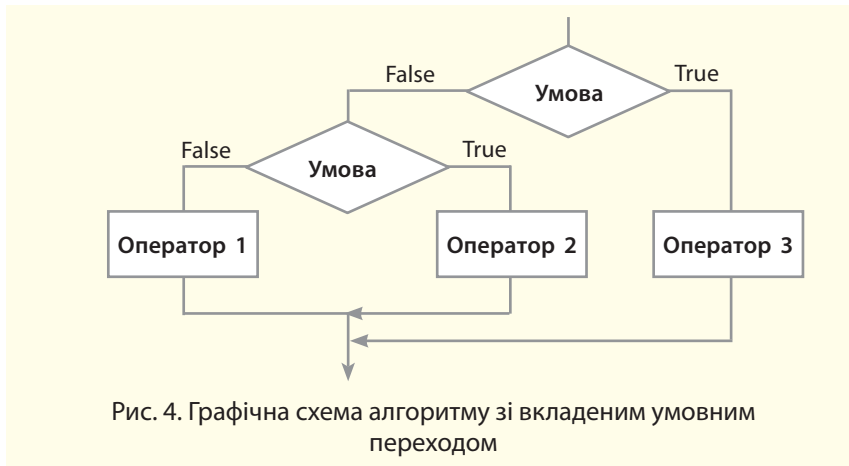 False
True
Умова
False
True
Умова
Оператор 1
Оператор 2
Оператор 3
Рис. 4. Графічна схема алгоритму зі вкладеним умовним
переходом